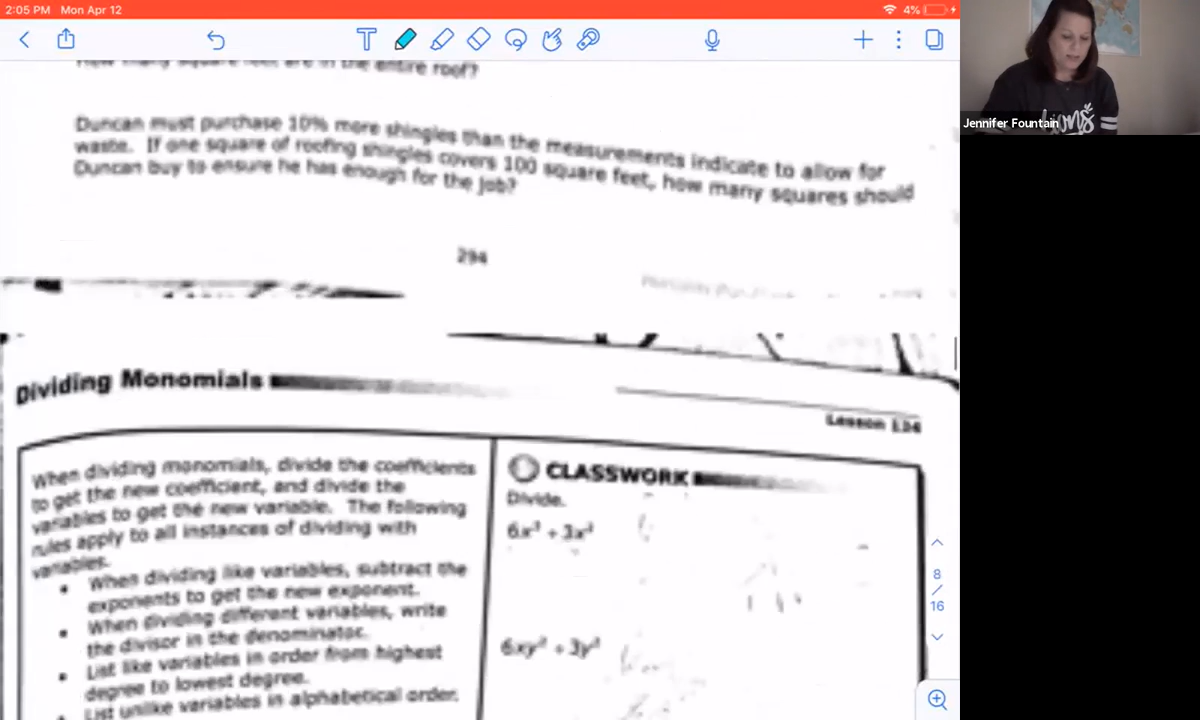 2:05 PM Mon Apr 12
4%
How many square feet are in the entire roof?
Duncan must purchase 10% more shingles than the measurements indicate to allow for
waste. If one square of roofing shingles covers 100 square feet, how many squares should
Duncan buy to ensure he has enough for the job?
294
Dividing Monomials
When dividing monomials, divide the coefficients
to get the new coefficient, and divide the
variables to get the new variable. The following
rules apply to all instances of dividing with
variables.
• When dividing like variables, subtract the
exponents to get the new exponent.
• When dividing different variables, write
the divisor in the denominator.
• List like variables in order from highest
degree to lowest degree.
• List unlike variables in alphabetical order.
Lesson
CLASSWORK
Divide.
8
/
16
Jennifer Fountain